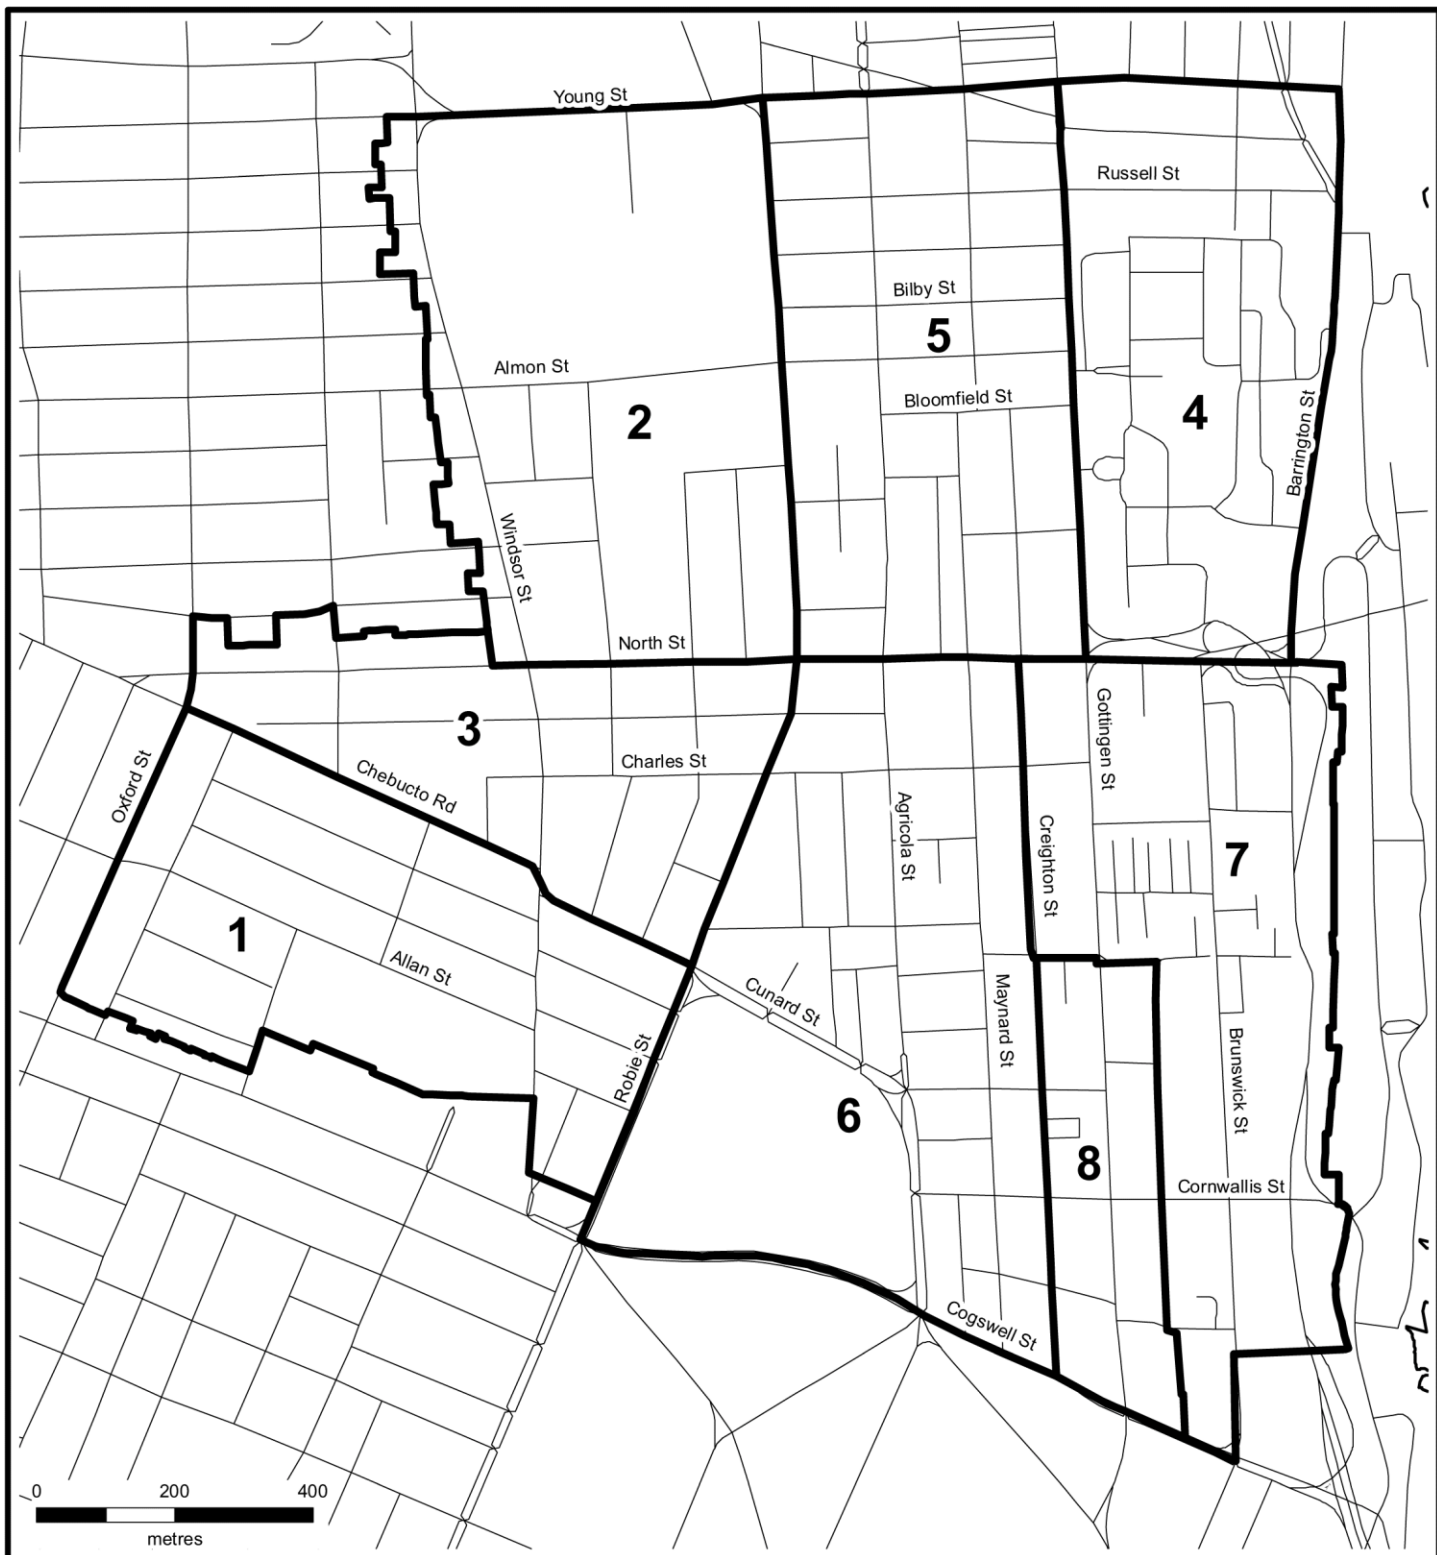 Young St
Russell St
Bilby St
5
Almon St
Bloomfield St
2
4
Barrington St
Windsor St
North St
3
Gottingen St
Oxford St
Chebucto Rd
Charles St
Agricola St
Creighton St
7
1
Allan St
Cunard St
Maynard St
Robie St
Brunswick St
6
8
Cornwallis St
Cogswell St
0 200 400
metres